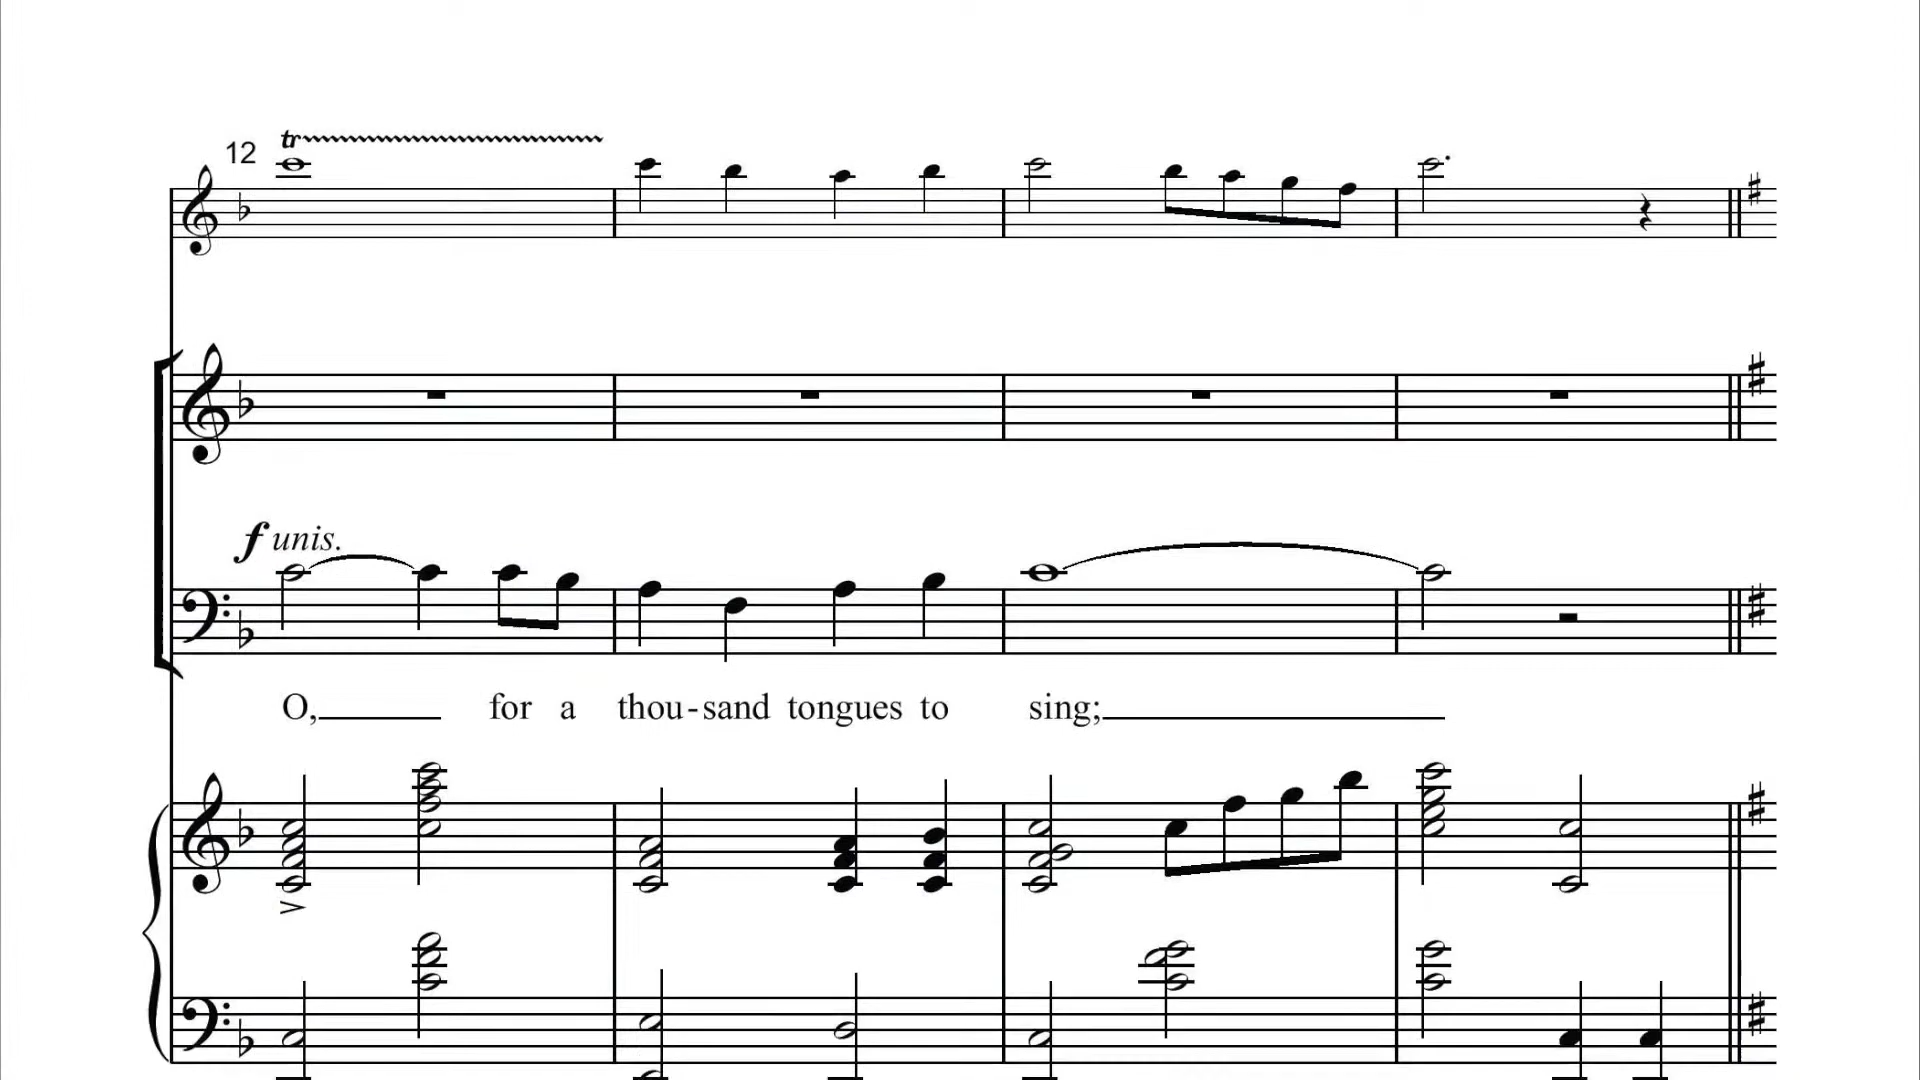 tr
12
f unis.
O, for a thou-sand tongues to sing;